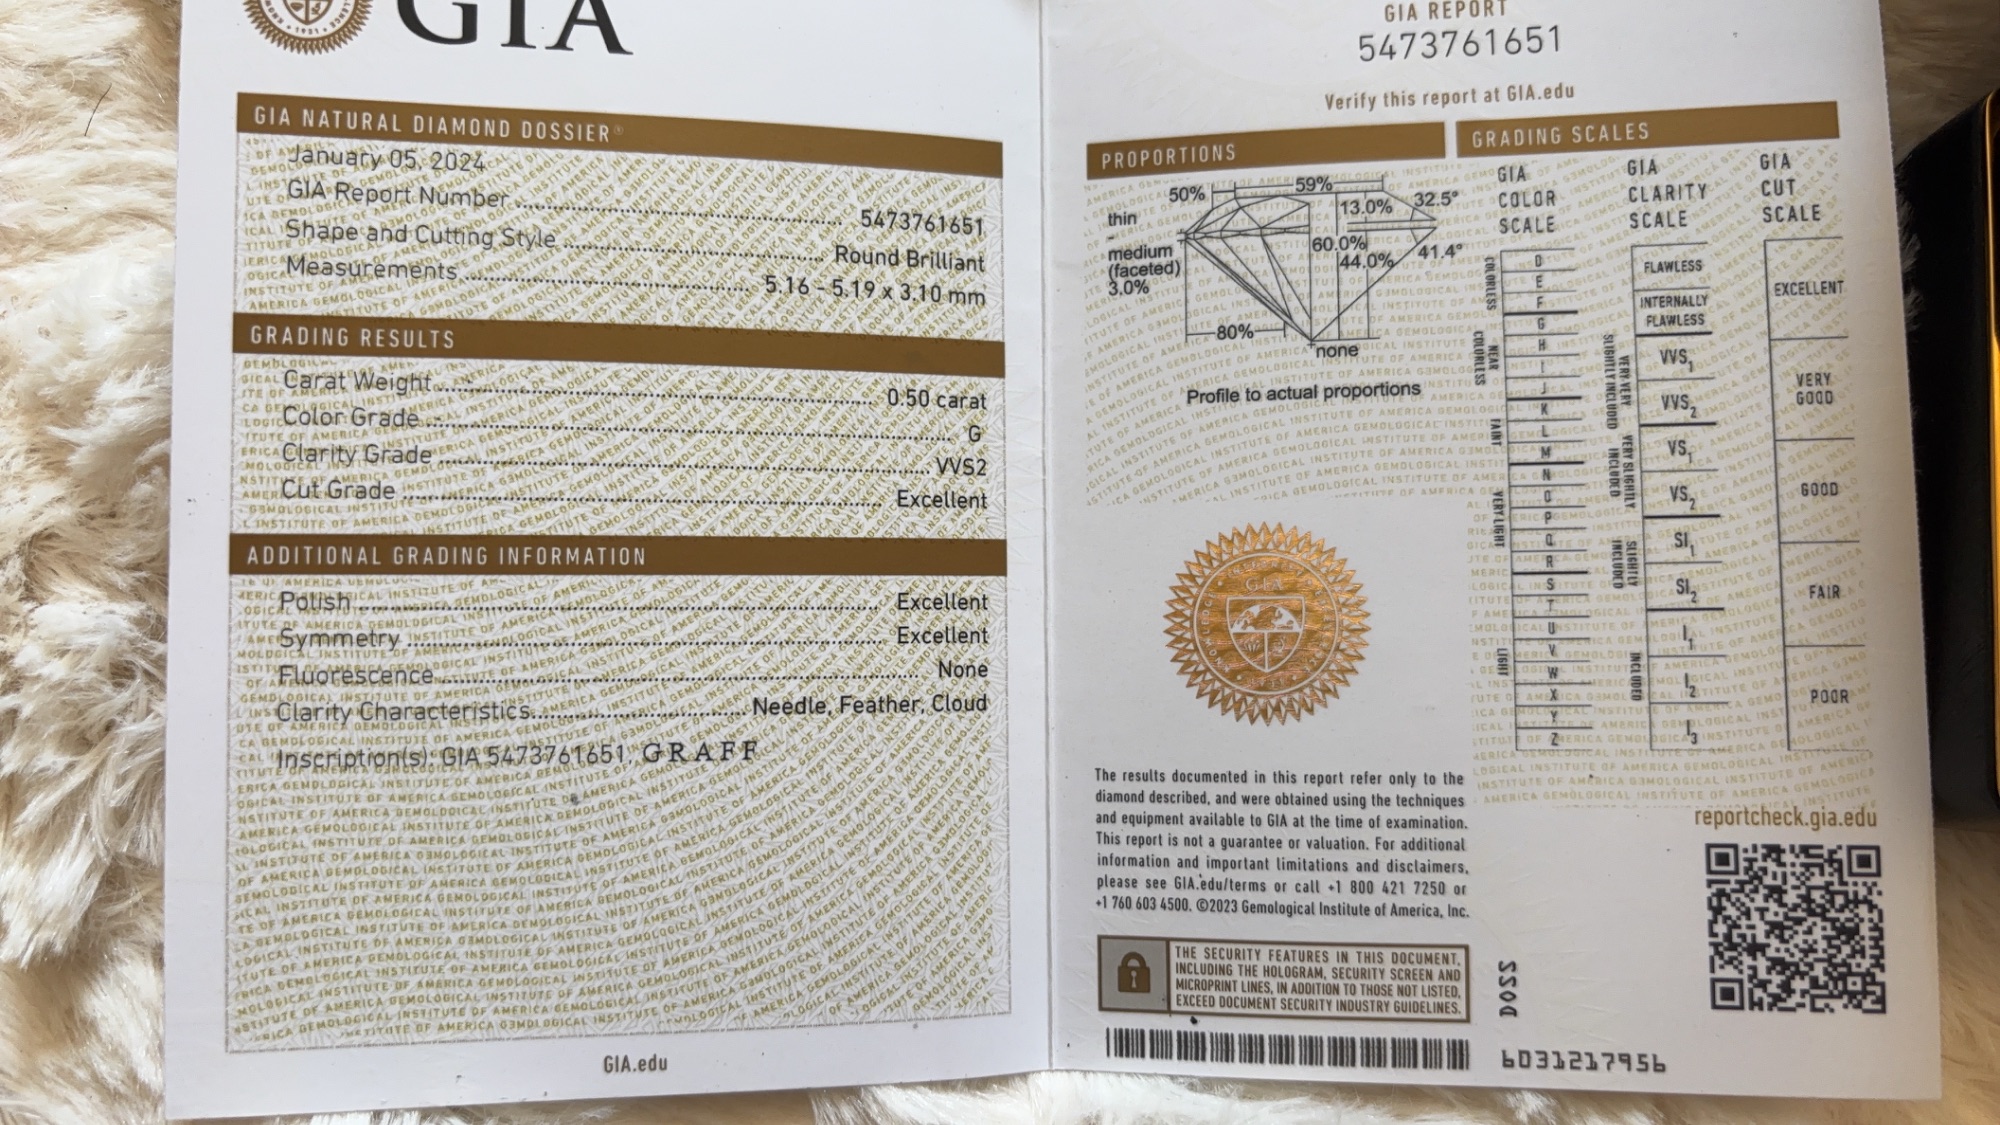 GIA
GIA NATURAL DIAMOND DOSSIER®
January 05, 2024
GIA Report Number 5473761651
Shape and Cutting Style Round Brilliant
Measurements 5.16 - 5.19 x 3.10 mm
GRADING RESULTS
Carat Weight 0.50 carat
Color Grade G
Clarity Grade VVS2
Cut Grade Excellent
ADDITIONAL GRADING INFORMATION
Polish Excellent
Symmetry Excellent
Fluorescence None
Clarity Characteristics Needle, Feather, Cloud
Inscription(s): GIA 5473761651, GRAFF
GIA.edu
GIA REPORT
5473761651
Verify this report at GIA.edu
PROPORTIONS
50%
59%
13.0%
32.5°
thin
-
medium
(faceted)
3.0%
60.0%
44.0%
41.4°
80%
none
Profile to actual proportions
GRADING SCALES
GIA
COLOR
SCALE
COLORLESS
D
E
F
NEAR
COLORLESS
G
H
I
J
FAINT
K
L
M
VERY LIGHT
N
O
P
Q
R
LIGHT
S
T
U
V
W
X
Y
Z
GIA
CLARITY
SCALE
FLAWLESS
INTERNALLY
FLAWLESS
VERY VERY
SLIGHTLY INCLUDED
VVS1
VVS2
VERY SLIGHTLY
INCLUDED
VS1
VS2
SLIGHTLY
INCLUDED
SI1
SI2
INCLUDED
I1
I2
I3
GIA
CUT
SCALE
EXCELLENT
VERY
GOOD
GOOD
FAIR
POOR
GIA
The results documented in this report refer only to the
diamond described, and were obtained using the techniques
and equipment available to GIA at the time of examination.
This report is not a guarantee or valuation. For additional
information and important limitations and disclaimers,
please see GIA.edu/terms or call +1 800 421 7250 or
+1 760 603 4500. ©2023 Gemological Institute of America, Inc.
THE SECURITY FEATURES IN THIS DOCUMENT,
INCLUDING THE HOLOGRAM, SECURITY SCREEN AND
MICROPRINT LINES, IN ADDITION TO THOSE NOT LISTED,
EXCEED DOCUMENT SECURITY INDUSTRY GUIDELINES.
reportcheck.gia.edu
DOSS
6031217956